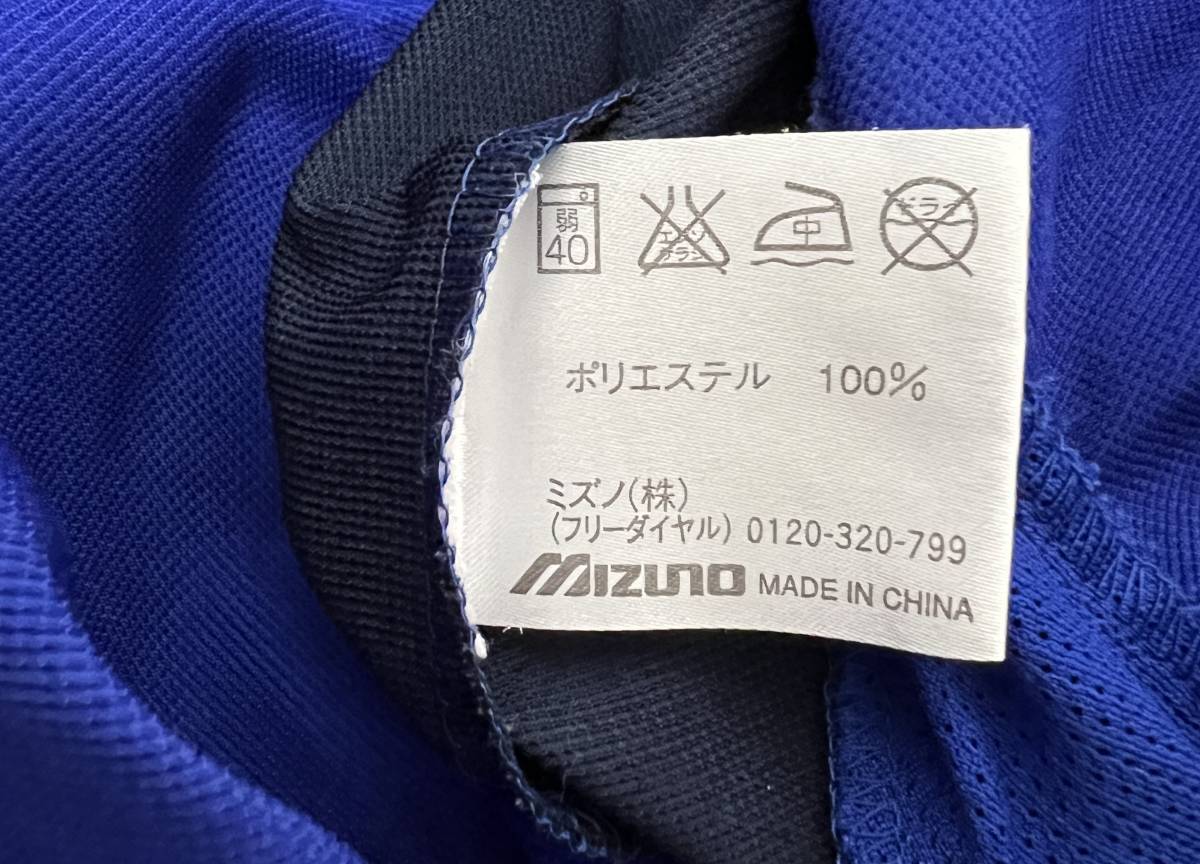 弱 エンソ 中 ドライ
40 サラシ
ポリエステル 100%
ミズノ(株)
(フリーダイヤル) 0120-320-799
MIZUNO MADE IN CHINA